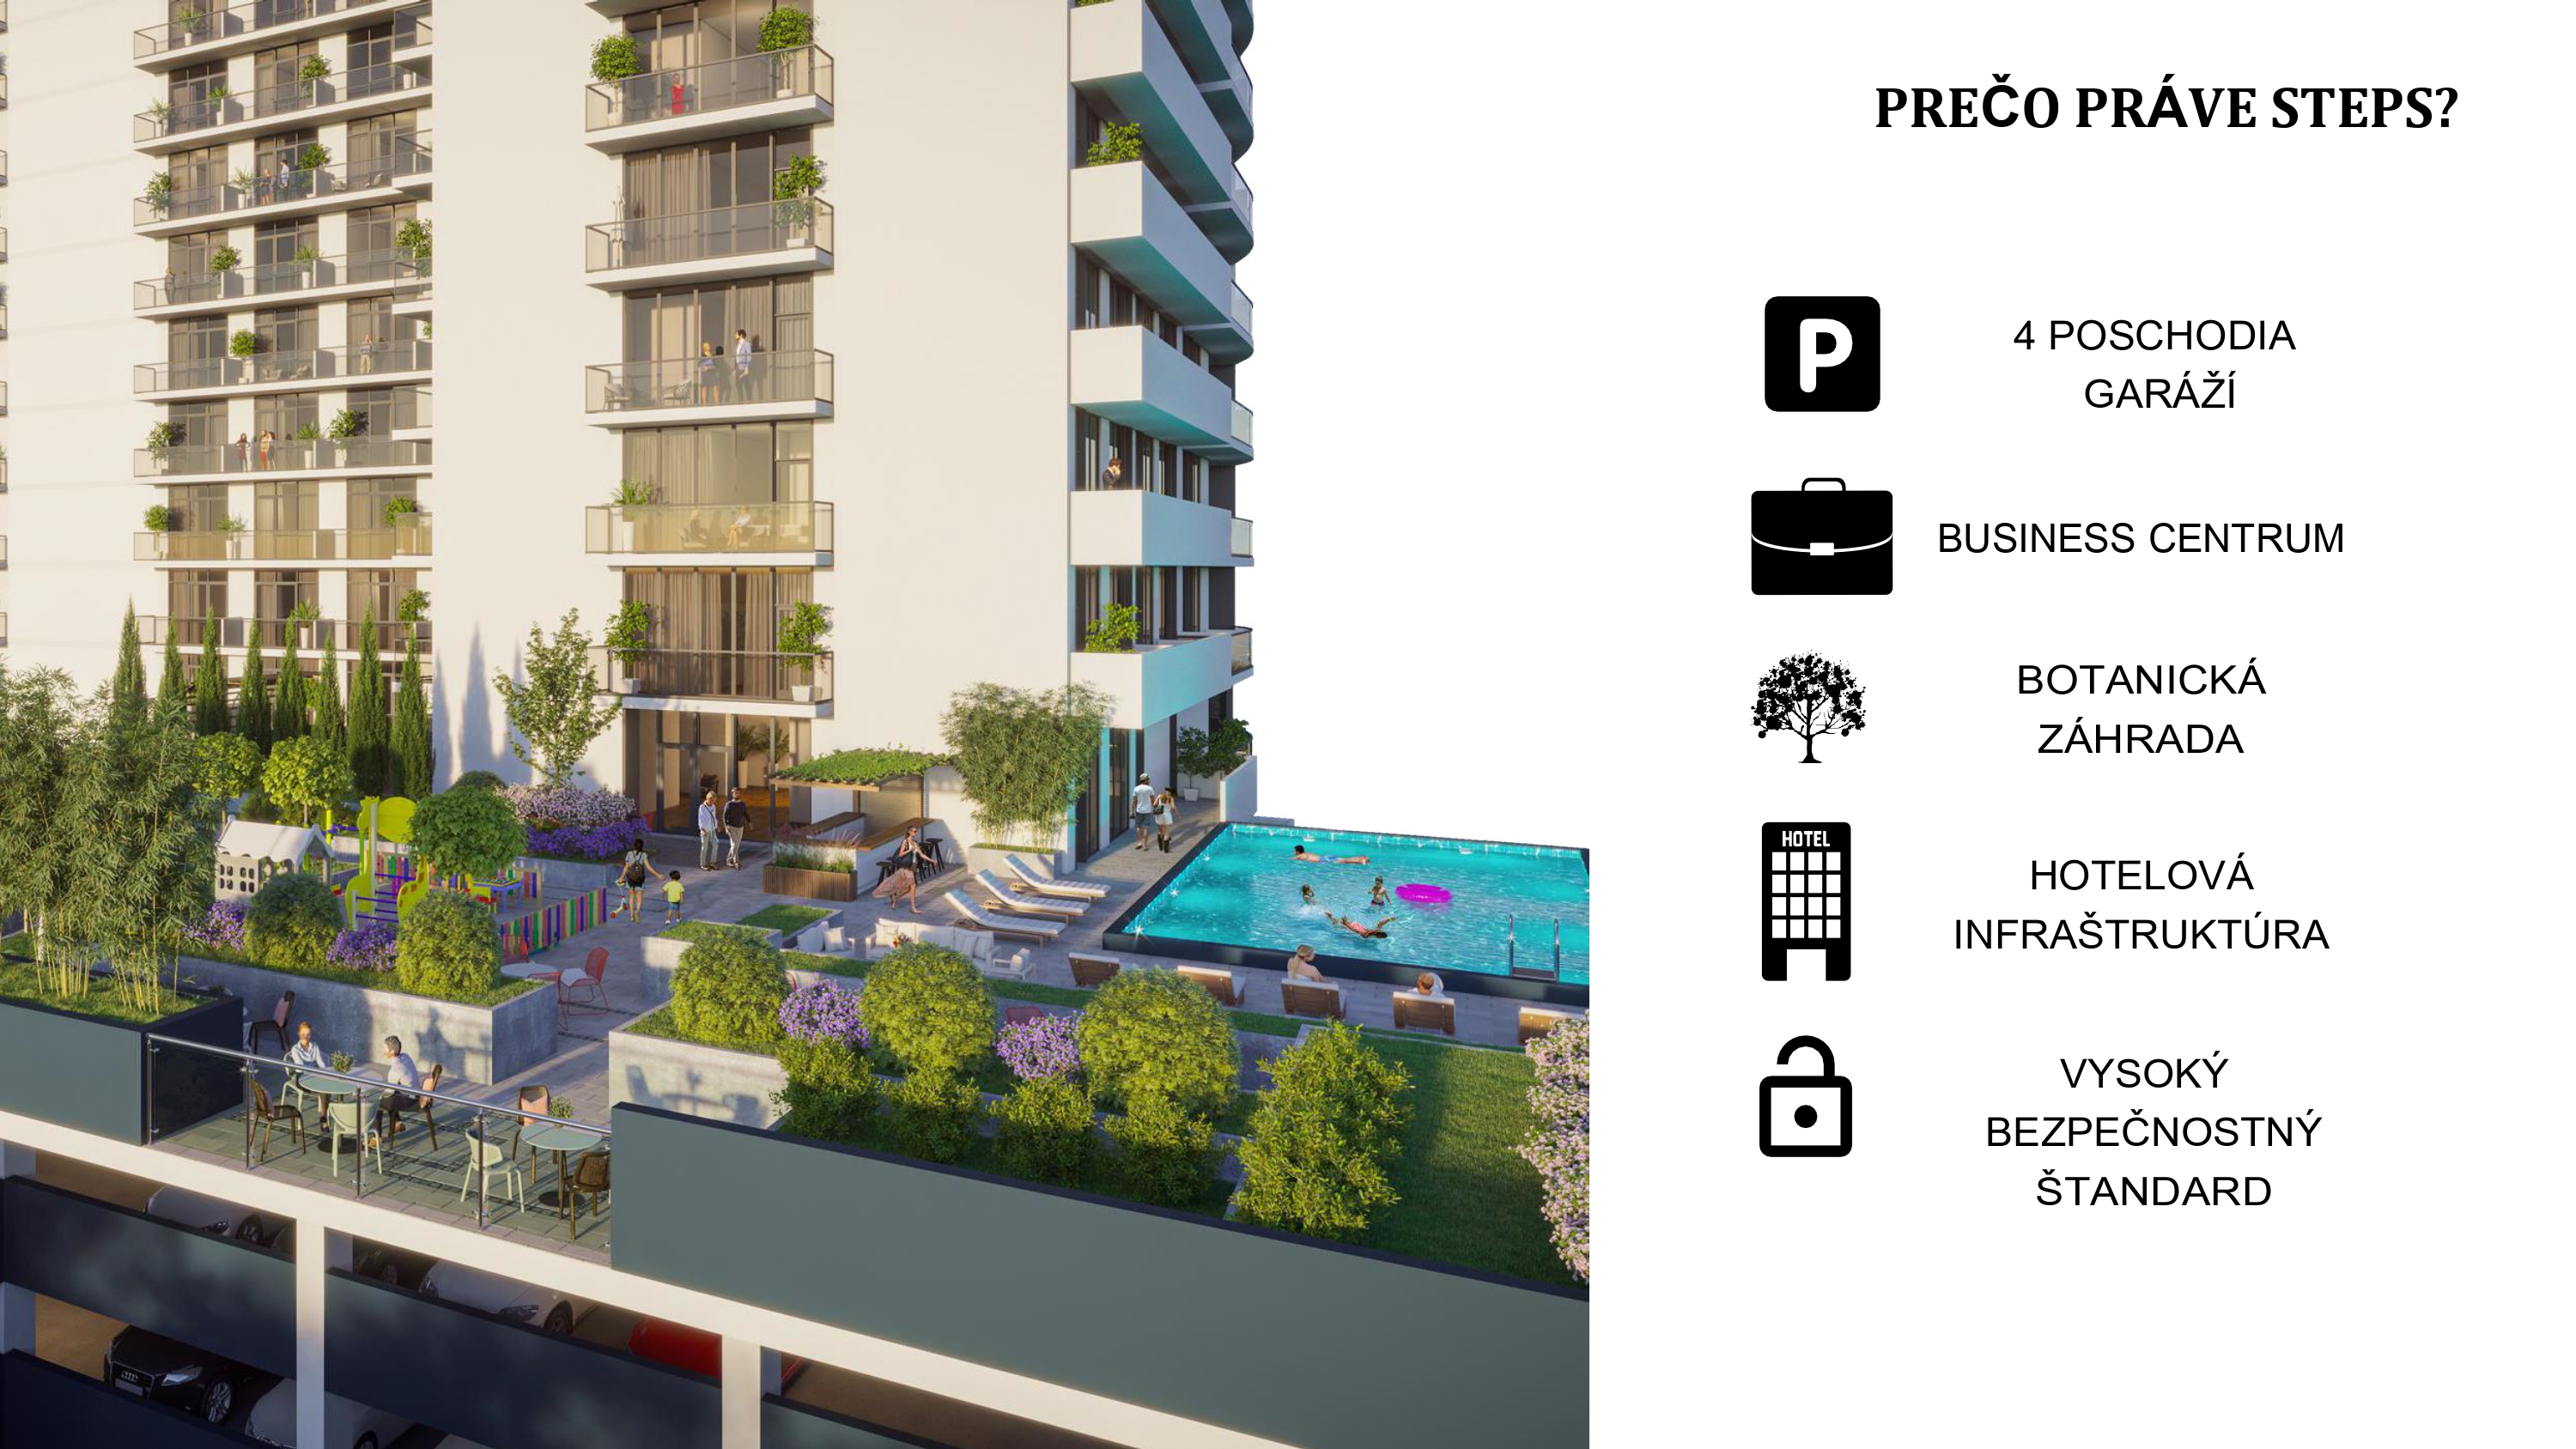 PREČO PRÁVE STEPS?
4 POSCHODIA
GARÁŽÍ
BUSINESS CENTRUM
BOTANICKÁ
ZÁHRADA
HOTEL
HOTELOVÁ
INFRAŠTRUKTÚRA
VYSOKÝ
BEZPEČNOSTNÝ
ŠTANDARD